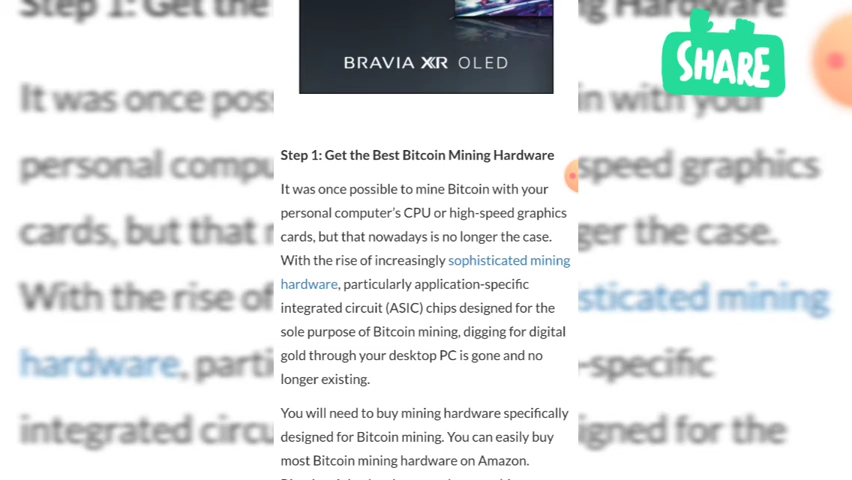 BRAVIA XR OLED
SHARE
Step 1: Get the Best Bitcoin Mining Hardware
It was once possible to mine Bitcoin with your
personal computer's CPU or high-speed graphics
cards, but that nowadays is no longer the case.
With the rise of increasingly sophisticated mining
hardware, particularly application-specific
integrated circuit (ASIC) chips designed for the
sole purpose of Bitcoin mining, digging for digital
gold through your desktop PC is gone and no
longer existing.
You will need to buy mining hardware specifically
designed for Bitcoin mining. You can easily buy
most Bitcoin mining hardware on Amazon.